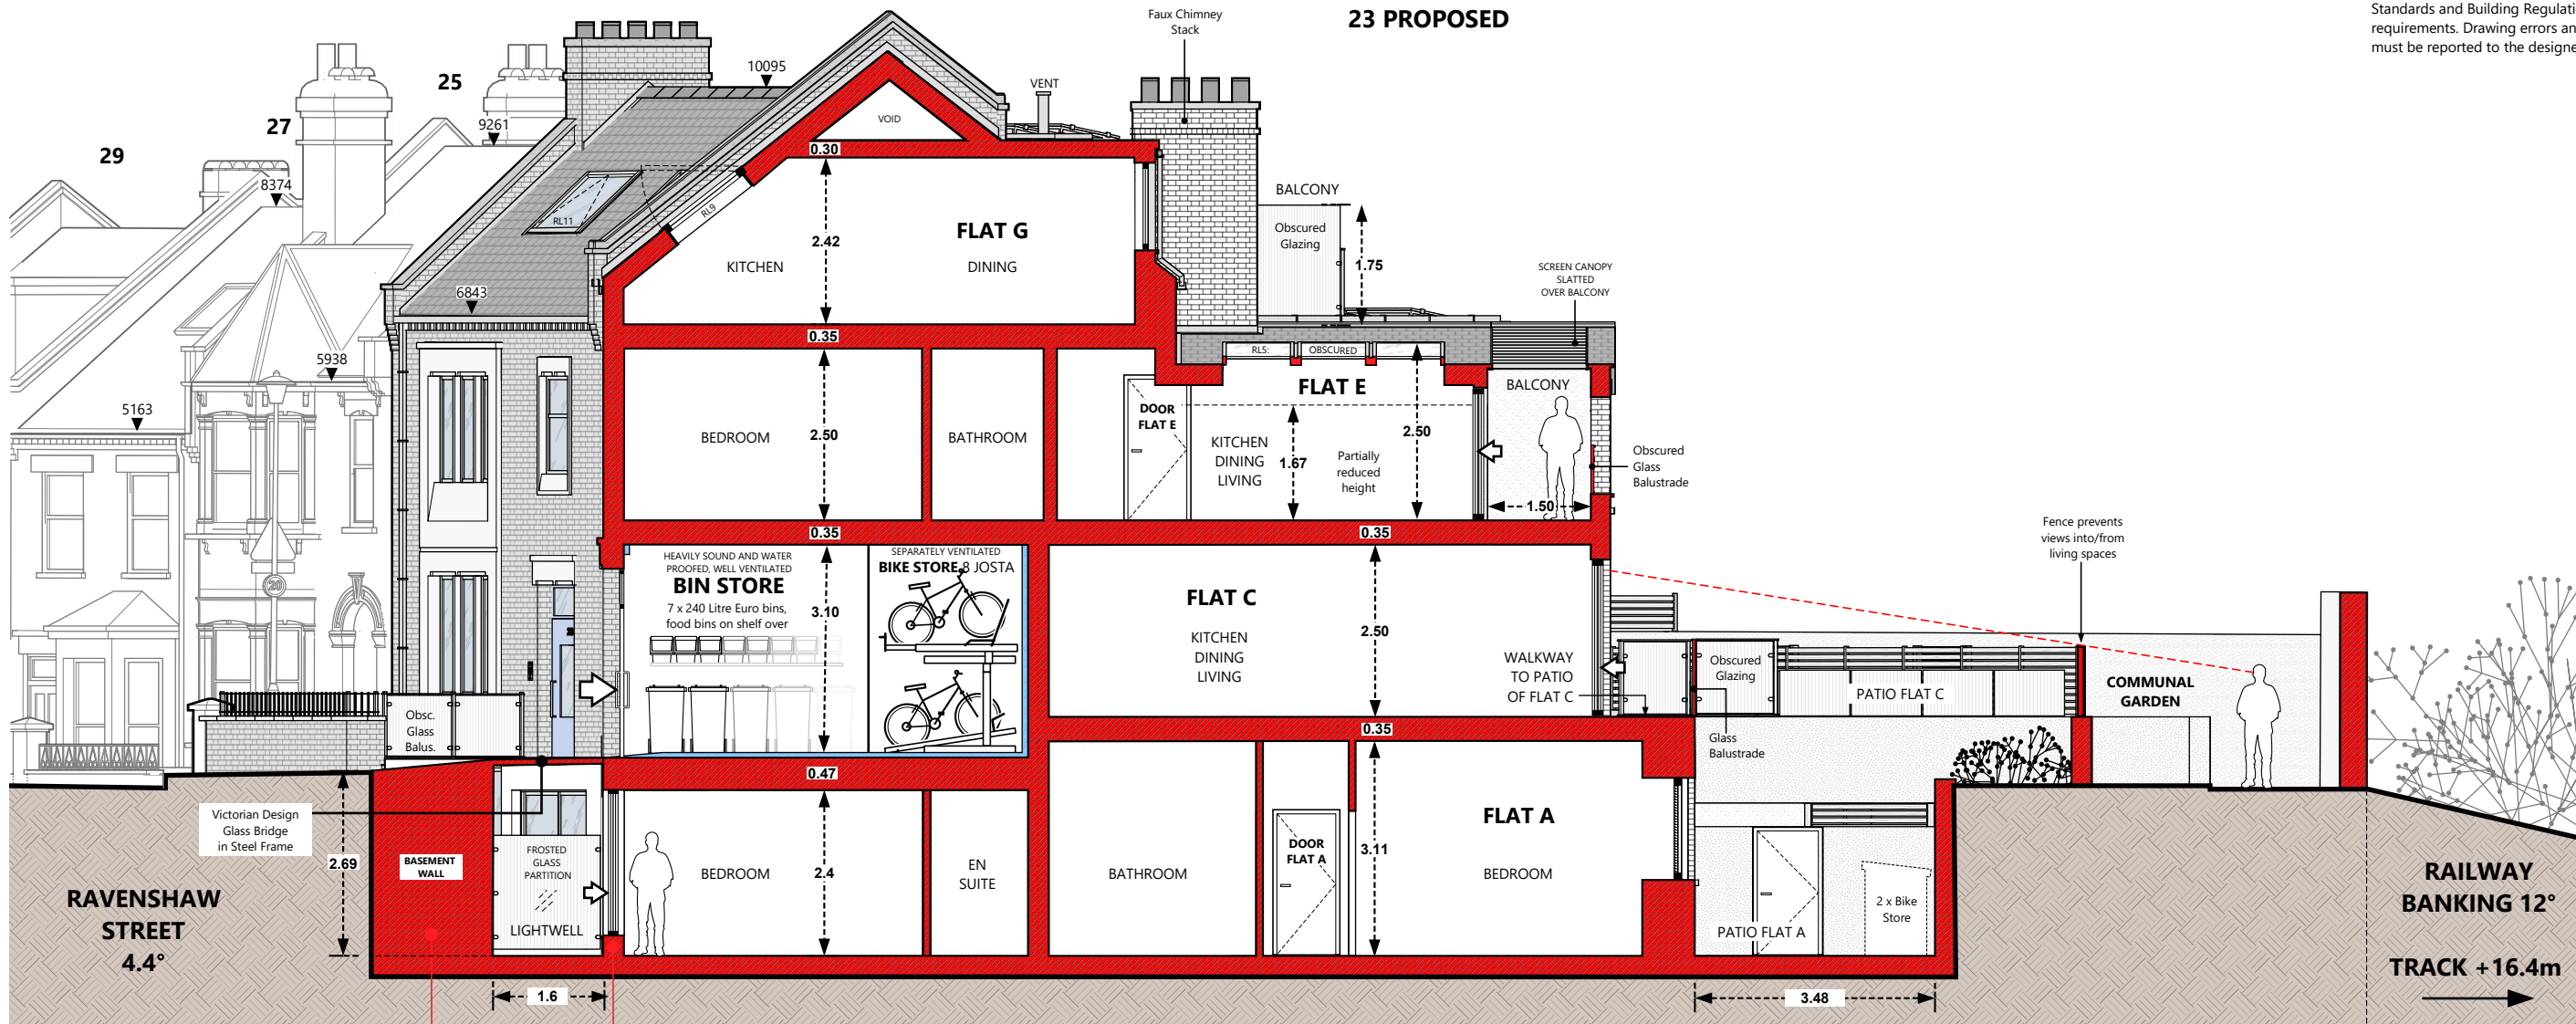 23 PROPOSED
Standards and Building Regulati
requirements. Drawing errors an
must be reported to the designe
Faux Chimney
Stack
29
27
25
8374
9261
10095
5163
5938
6843
VENT
VOID
0.30
RL11
RL9
2.42
FLAT G
KITCHEN
DINING
BALCONY
Obscured
Glazing
1.75
SCREEN CANOPY
SLATTED
OVER BALCONY
0.35
RL5:
OBSCURED
BEDROOM
2.50
BATHROOM
DOOR
FLAT E
FLAT E
KITCHEN
DINING
LIVING
1.67
Partially
reduced
height
2.50
BALCONY
1.50
Obscured
Glass
Balustrade
0.35
0.35
HEAVILY SOUND AND WATER
PROOFED, WELL VENTILATED
BIN STORE
7 x 240 Litre Euro bins,
food bins on shelf over
3.10
SEPARATELY VENTILATED
BIKE STORE 8 JOSTA
FLAT C
KITCHEN
DINING
LIVING
2.50
WALKWAY
TO PATIO
OF FLAT C
Obscured
Glazing
PATIO FLAT C
Fence prevents
views into/from
living spaces
COMMUNAL
GARDEN
Glass
Balustrade
20
Obsc.
Glass
Balus.
0.47
0.35
Victorian Design
Glass Bridge
in Steel Frame
2.69
BASEMENT
WALL
FROSTED
GLASS
PARTITION
LIGHTWELL
BEDROOM
2.4
EN
SUITE
BATHROOM
DOOR
FLAT A
3.11
FLAT A
BEDROOM
PATIO FLAT A
2 x Bike
Store
RAVENSHAW
STREET
4.4°
RAILWAY
BANKING 12°
TRACK +16.4m
1.6
3.48